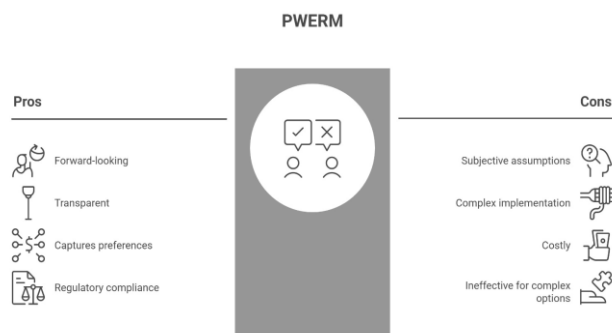 PWERM
Pros
Forward-looking
Transparent
Captures preferences
Regulatory compliance
Cons
Subjective assumptions
Complex implementation
Costly
Ineffective for complex
options